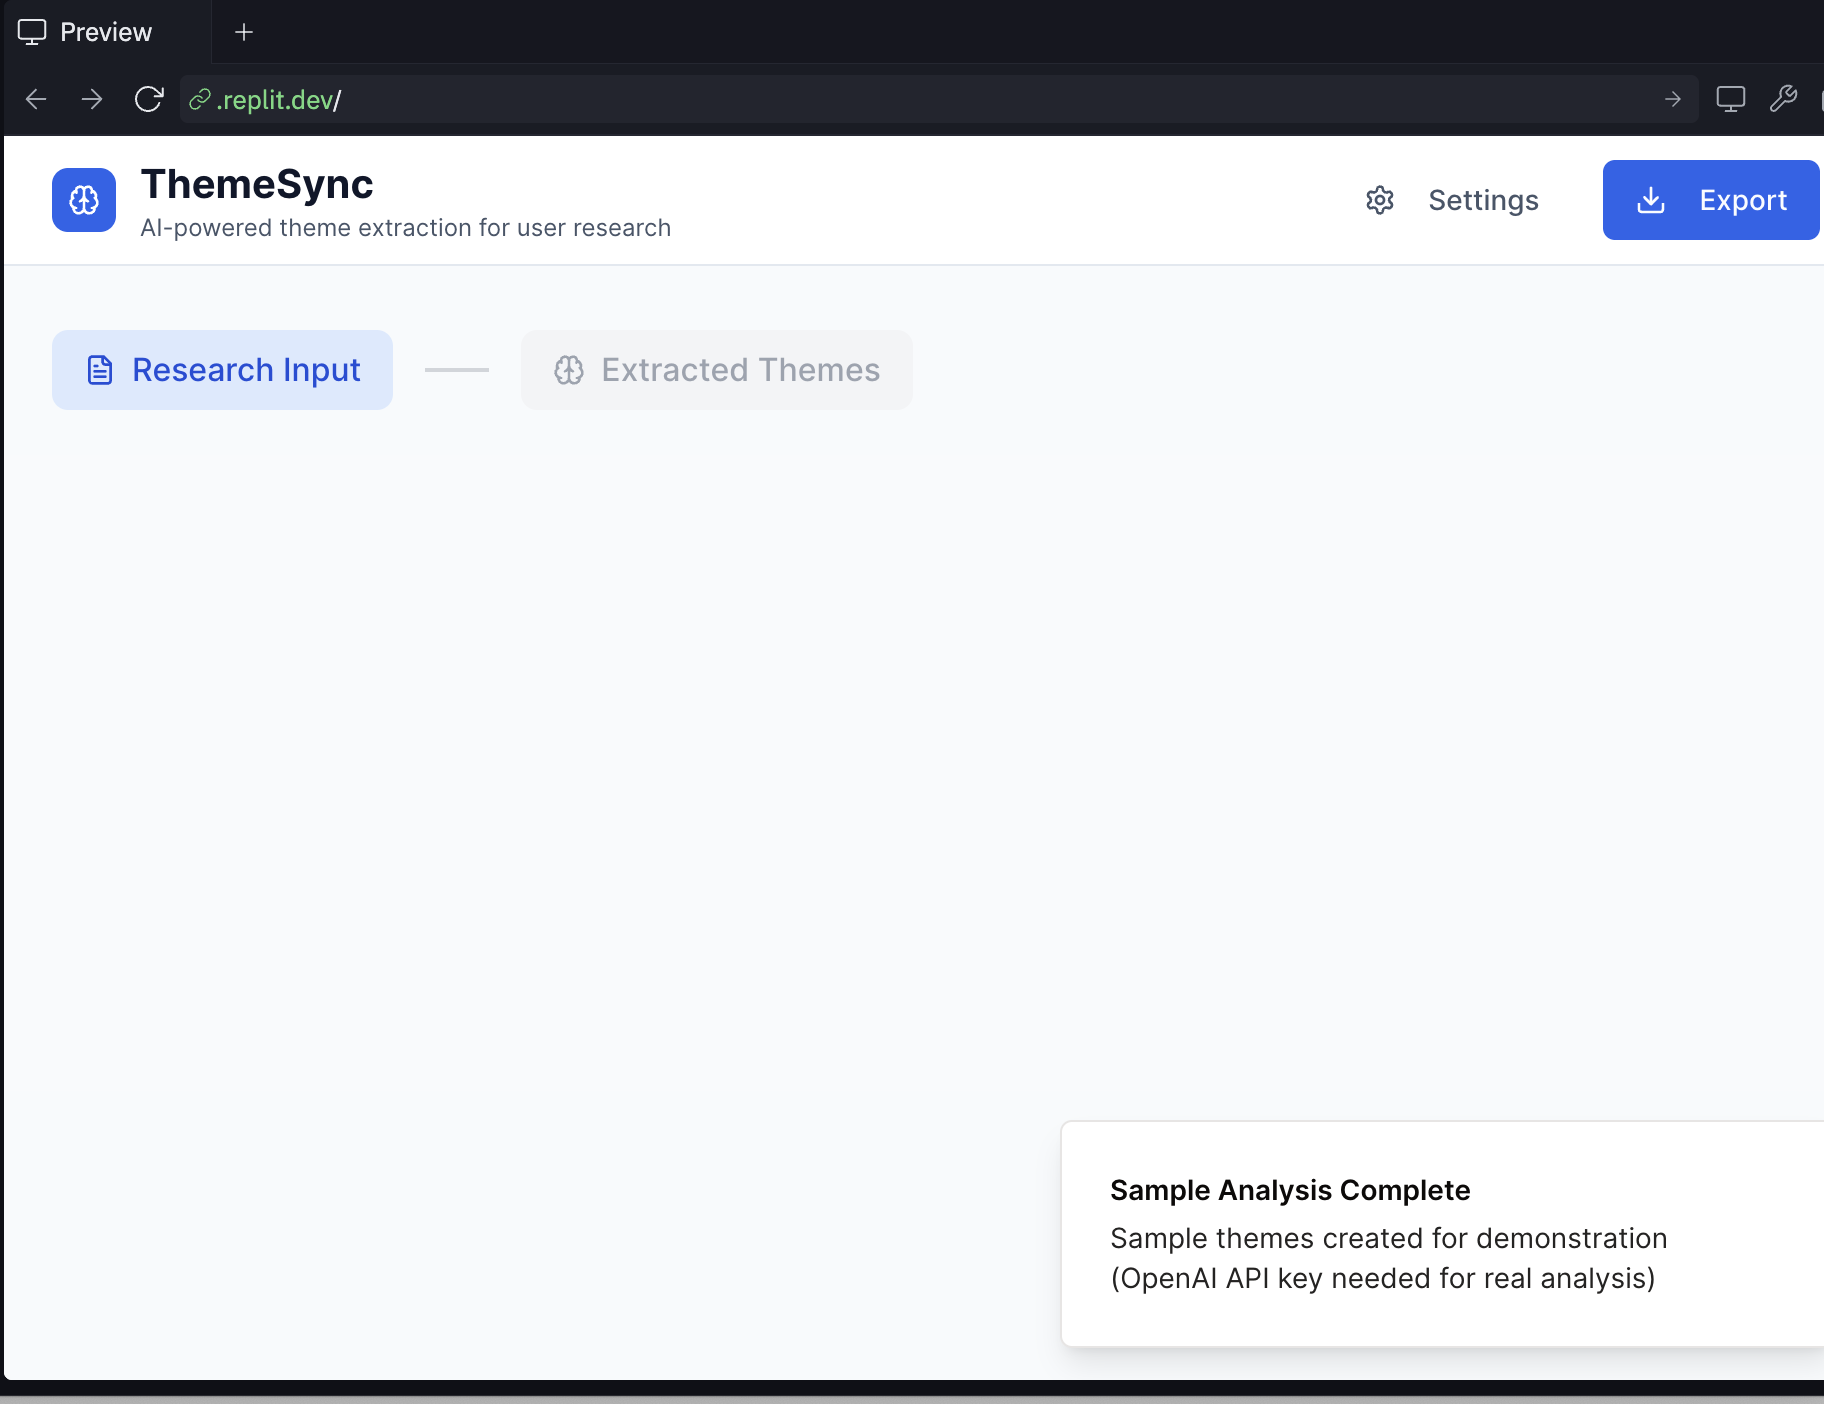 Preview
.replit.dev/
ThemeSync
AI-powered theme extraction for user research
Settings
Export
Research Input
Extracted Themes
Sample Analysis Complete
Sample themes created for demonstration
(OpenAI API key needed for real analysis)